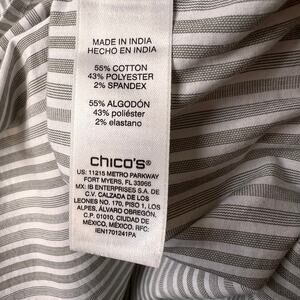 MADE IN INDIA
HECHO EN INDIA
55% COTTON
43% POLYESTER
2% SPANDEX
55% ALGODÓN
43% poliéster
2% elastano
chico's®
US: 11215 METRO PARKWAY
FORT MYERS, FL 33966
MX: IB ENTERPRISES S.A. DE
C.V. CALZADA DE LOS
LEONES NO. 170, PISO 1, LOS
ALPES, ÁLVARO OBREGÓN,
C.P. 01010, CIUDAD DE
MÉXICO, MÉXICO. RFC:
IEN1701241PA